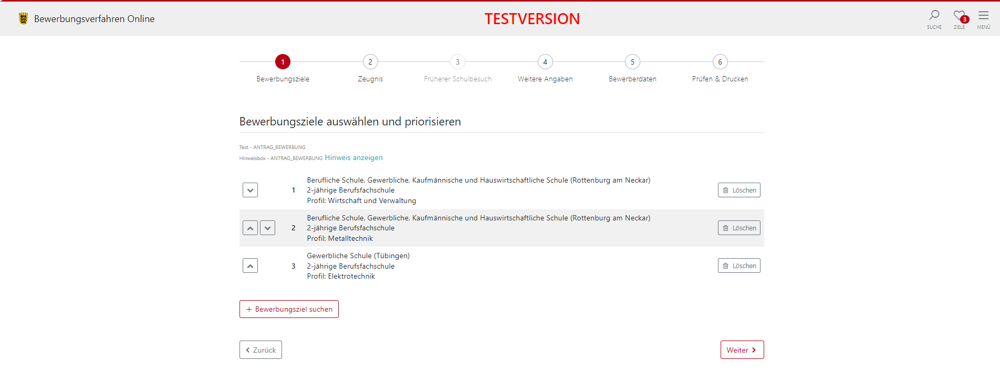 Bewerbungsverfahren Online
TESTVERSION
SUCHE
3
ZIELE
MENÜ
1
2
3
4
5
6
Bewerbungsziele
Zeugnis
Früherer Schulbesuch
Weitere Angaben
Bewerberdaten
Prüfen & Drucken
Bewerbungsziele auswählen und priorisieren
Text - ANTRAG_BEWERBUNG
Hinweisbox - ANTRAG_BEWERBUNG Hinweis anzeigen
1
Berufliche Schule, Gewerbliche, Kaufmännische und Hauswirtschaftliche Schule (Rottenburg am Neckar)
2-jährige Berufsfachschule
Profil: Wirtschaft und Verwaltung
Löschen
2
Berufliche Schule, Gewerbliche, Kaufmännische und Hauswirtschaftliche Schule (Rottenburg am Neckar)
2-jährige Berufsfachschule
Profil: Metalltechnik
Löschen
3
Gewerbliche Schule (Tübingen)
2-jährige Berufsfachschule
Profil: Elektrotechnik
Löschen
+ Bewerbungsziel suchen
Zurück
Weiter